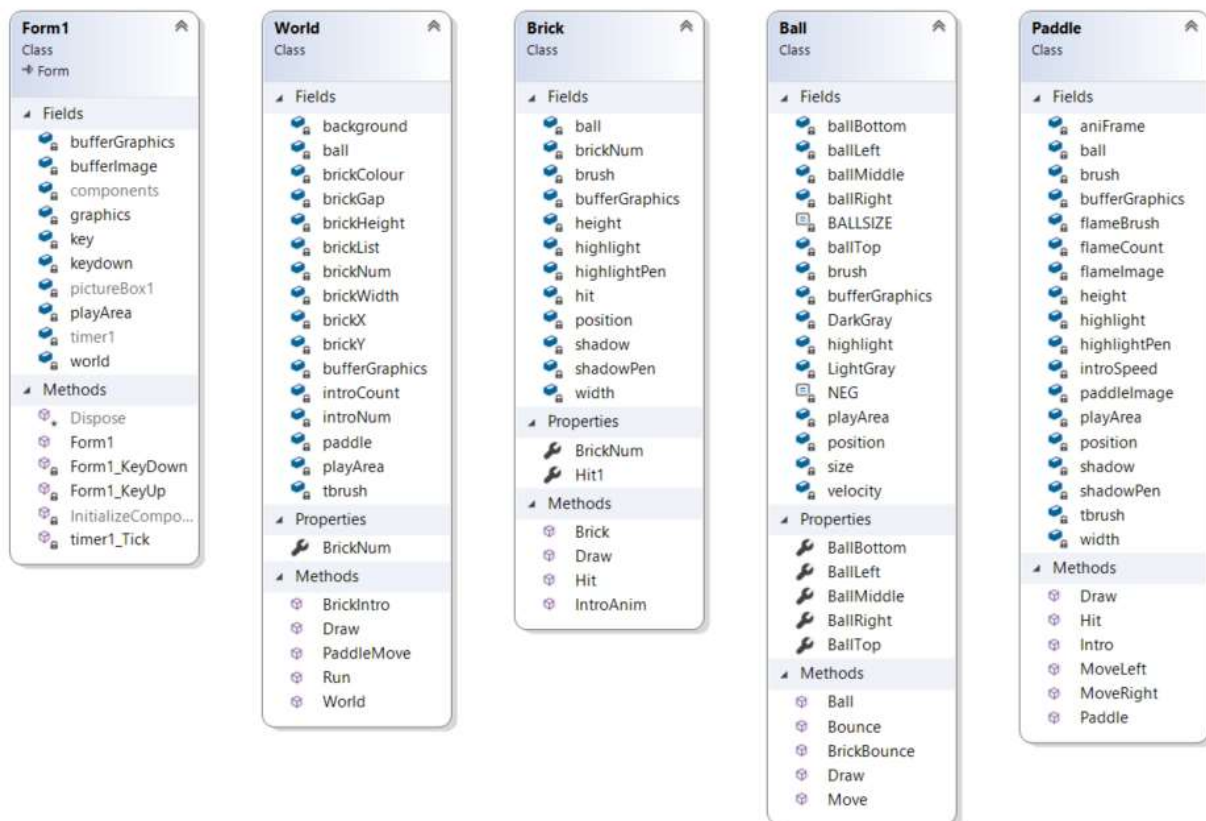 Form1
Class
Form
Fields
bufferGraphics
bufferImage
components
graphics
key
keydown
pictureBox1
playArea
timer1
world
Methods
Dispose
Form1
Form1_KeyDown
Form1_KeyUp
InitializeCompo...
timer1_Tick
World
Class
Fields
background
ball
brickColour
brickGap
brickHeight
brickList
brickNum
brickWidth
brickX
brickY
bufferGraphics
introCount
introNum
paddle
playArea
tbrush
Properties
BrickNum
Methods
BrickIntro
Draw
PaddleMove
Run
World
Brick
Class
Fields
ball
brickNum
brush
bufferGraphics
height
highlight
highlightPen
hit
position
shadow
shadowPen
width
Properties
BrickNum
Hit1
Methods
Brick
Draw
Hit
IntroAnim
Ball
Class
Fields
ballBottom
ballLeft
ballMiddle
ballRight
BALLSIZE
ballTop
brush
bufferGraphics
DarkGray
highlight
LightGray
NEG
playArea
position
size
velocity
Properties
BallBottom
BallLeft
BallMiddle
BallRight
BallTop
Methods
Ball
Bounce
BrickBounce
Draw
Move
Paddle
Class
Fields
aniFrame
ball
brush
bufferGraphics
flameBrush
flameCount
flameImage
height
highlight
highlightPen
introSpeed
paddleImage
playArea
position
shadow
shadowPen
tbrush
width
Methods
Draw
Hit
Intro
MoveLeft
MoveRight
Paddle